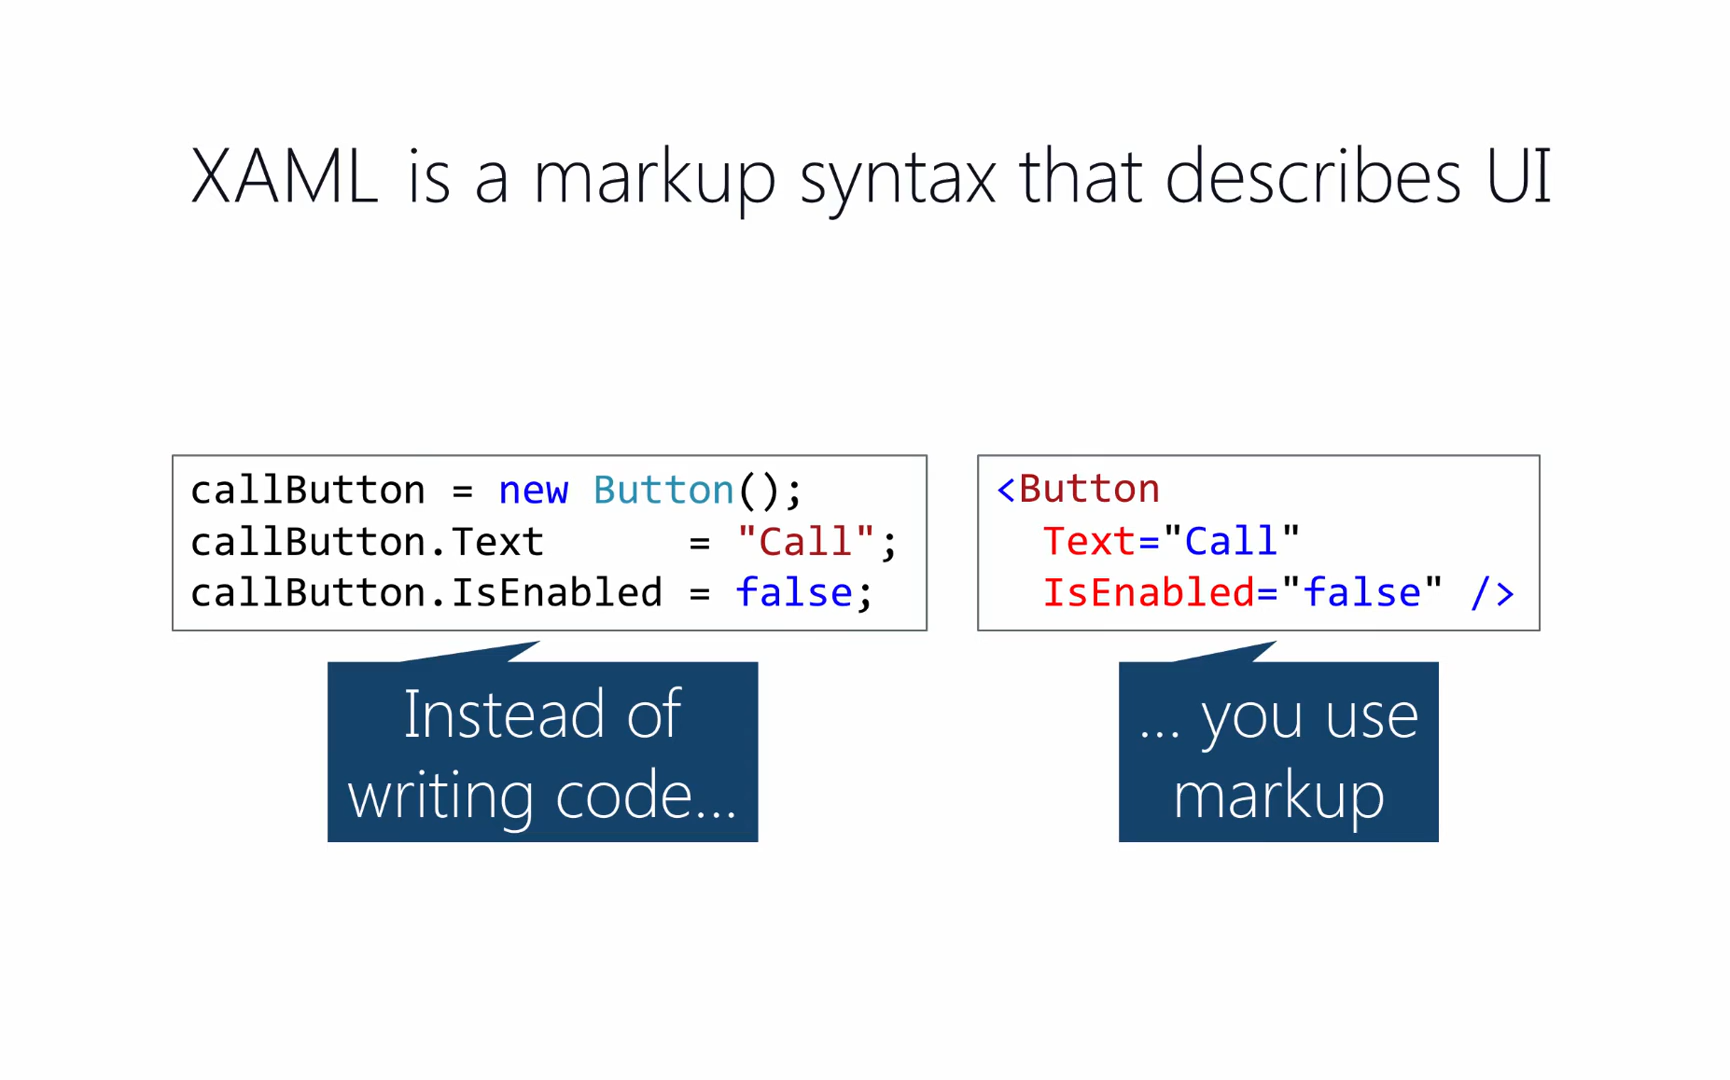 XAML is a markup syntax that describes UI
callButton = new Button();
callButton.Text      = "Call";
callButton.IsEnabled = false;
<Button
  Text="Call"
  IsEnabled="false" />
Instead of
writing code...
... you use
markup